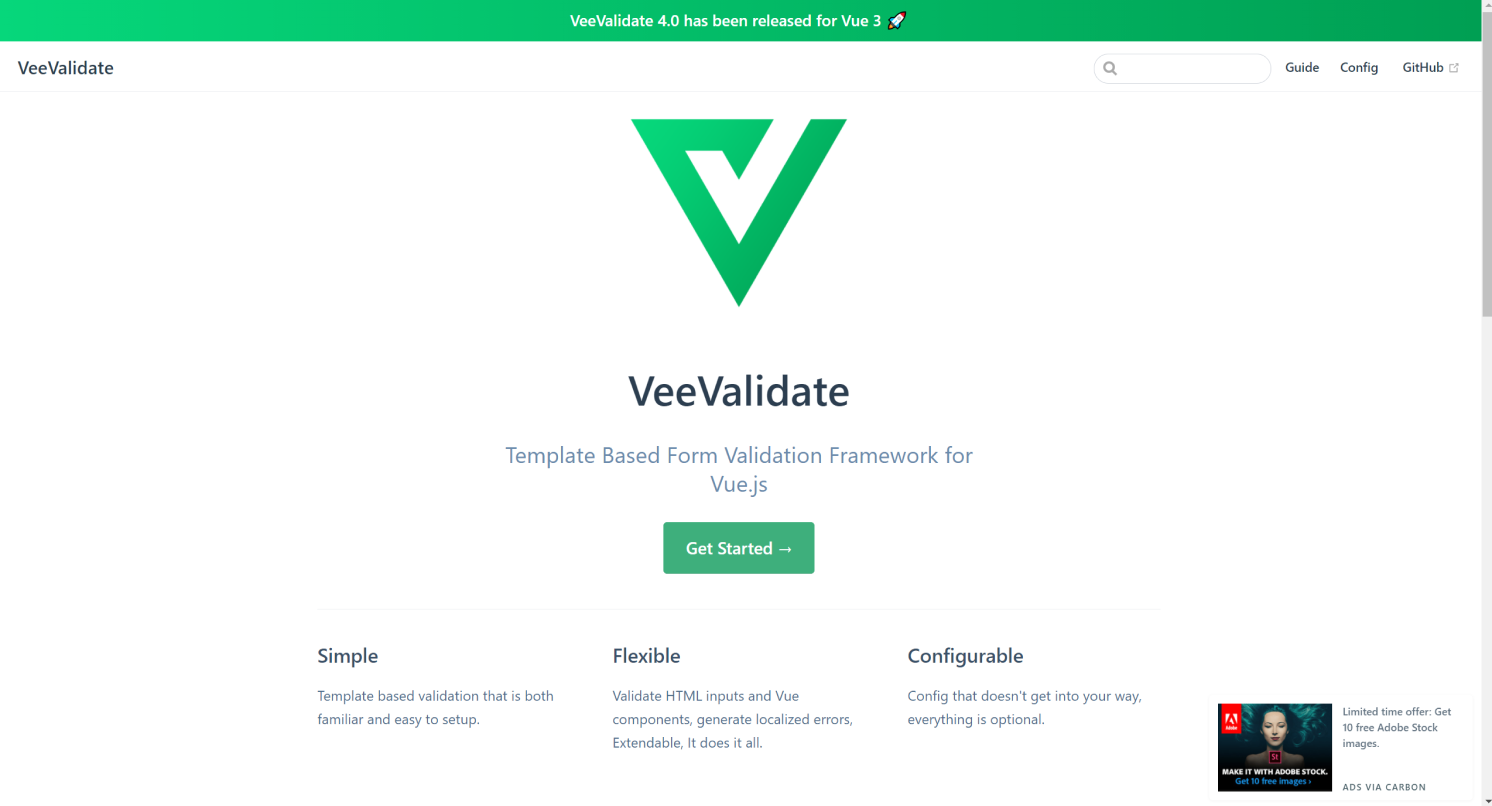 VeeValidate 4.0 has been released for Vue 3 🚀
VeeValidate
Guide
Config
GitHub
VeeValidate
Template Based Form Validation Framework for
Vue.js
Get Started →
Simple
Template based validation that is both
familiar and easy to setup.
Flexible
Validate HTML inputs and Vue
components, generate localized errors,
Extendable, It does it all.
Configurable
Config that doesn't get into your way,
everything is optional.
Adobe
St
MAKE IT WITH ADOBE STOCK.
Get 10 free images ›
Limited time offer: Get
10 free Adobe Stock
images.
ADS VIA CARBON